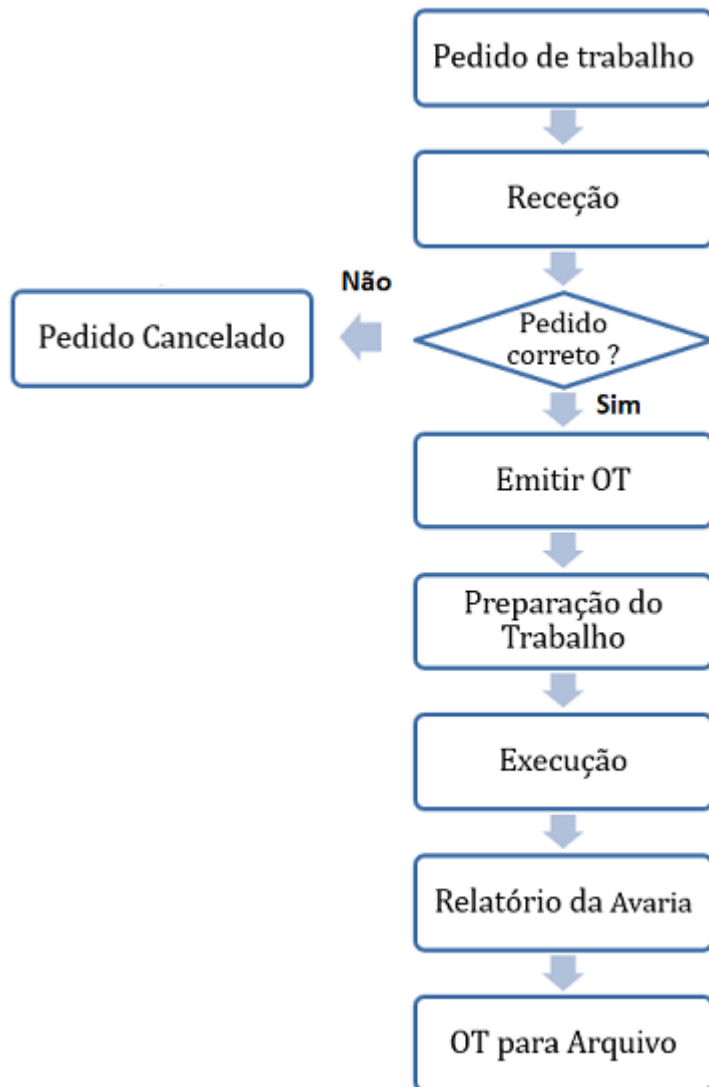 Pedido de trabalho
Receção
Não
Pedido Cancelado
Pedido
correto ?
Sim
Emitir OT
Preparação do
Trabalho
Execução
Relatório da Avaria
OT para Arquivo